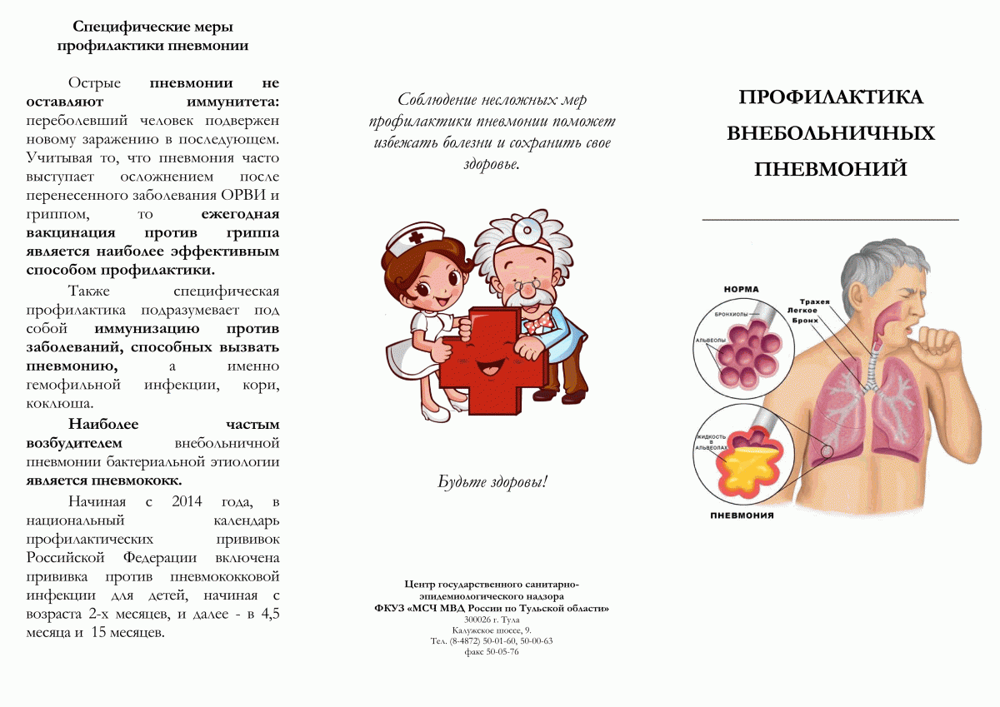 Специфические меры
профилактики пневмонии
Острые пневмонии не
оставляют иммунитета:
переболевший человек подвержен
новому заражению в последующем.
Учитывая то, что пневмония часто
выступает осложнением после
перенесенного заболевания ОРВИ и
гриппом, то ежегодная
вакцинация против гриппа
является наиболее эффективным
способом профилактики.
Также специфическая
профилактика подразумевает под
собой иммунизацию против
заболеваний, способных вызвать
пневмонию, а именно
гемофильной инфекции, кори,
коклюша.
Наиболее частым
возбудителем внебольничной
пневмонии бактериальной этиологии
является пневмококк.
Начиная с 2014 года, в
национальный календарь
профилактических прививок
Российской Федерации включена
прививка против пневмококковой
инфекции для детей, начиная с
возраста 2-х месяцев, и далее - в 4,5
месяца и 15 месяцев.
Соблюдение несложных мер
профилактики пневмонии поможет
избежать болезни и сохранить свое
здоровье.
Будьте здоровы!
Центр государственного санитарно-
эпидемиологического надзора
ФКУЗ «МСЧ МВД России по Тульской области»
300026 г. Тула
Калужское шоссе, 9.
Тел. (8-4872) 50-01-60, 50-00-63
факс 50-05-76
ПРОФИЛАКТИКА
ВНЕБОЛЬНИЧНЫХ
ПНЕВМОНИЙ
НОРМА
БРОНХИОЛЫ
АЛЬВЕОЛЫ
Трахея
Легкое
Бронх
ЖИДКОСТЬ
В
АЛЬВЕОЛАХ
ПНЕВМОНИЯ